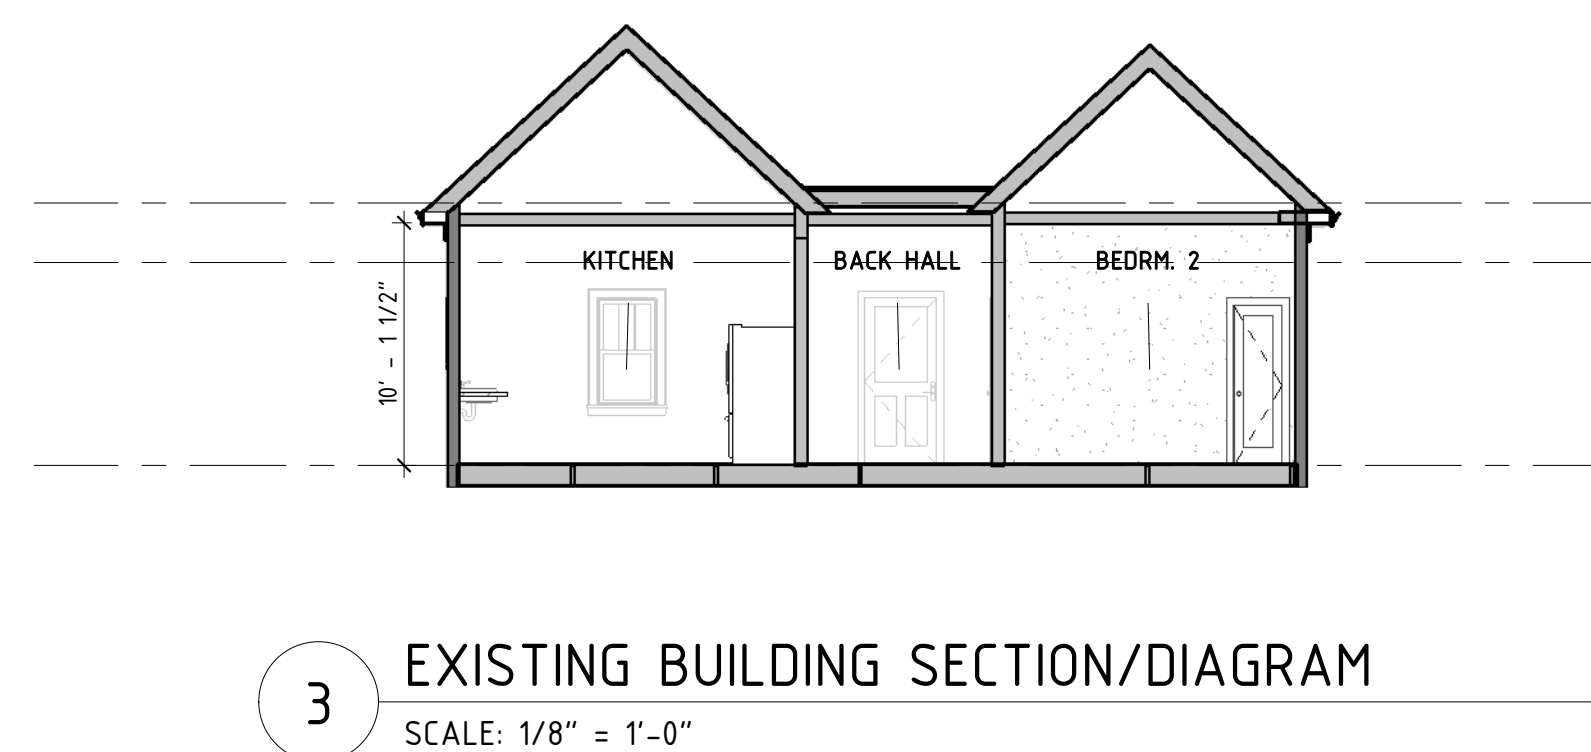 KITCHEN
BACK HALL
BEDRM. 2
10' - 1 1/2"
3
EXISTING BUILDING SECTION/DIAGRAM
SCALE: 1/8" = 1'-0"